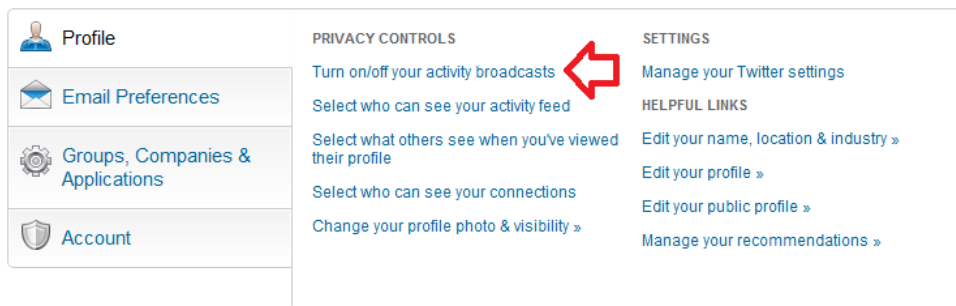 Profile
Email Preferences
Groups, Companies &
Applications
Account
PRIVACY CONTROLS
Turn on/off your activity broadcasts
Select who can see your activity feed
Select what others see when you've viewed
their profile
Select who can see your connections
Change your profile photo & visibility »
SETTINGS
Manage your Twitter settings
HELPFUL LINKS
Edit your name, location & industry »
Edit your profile »
Edit your public profile »
Manage your recommendations »